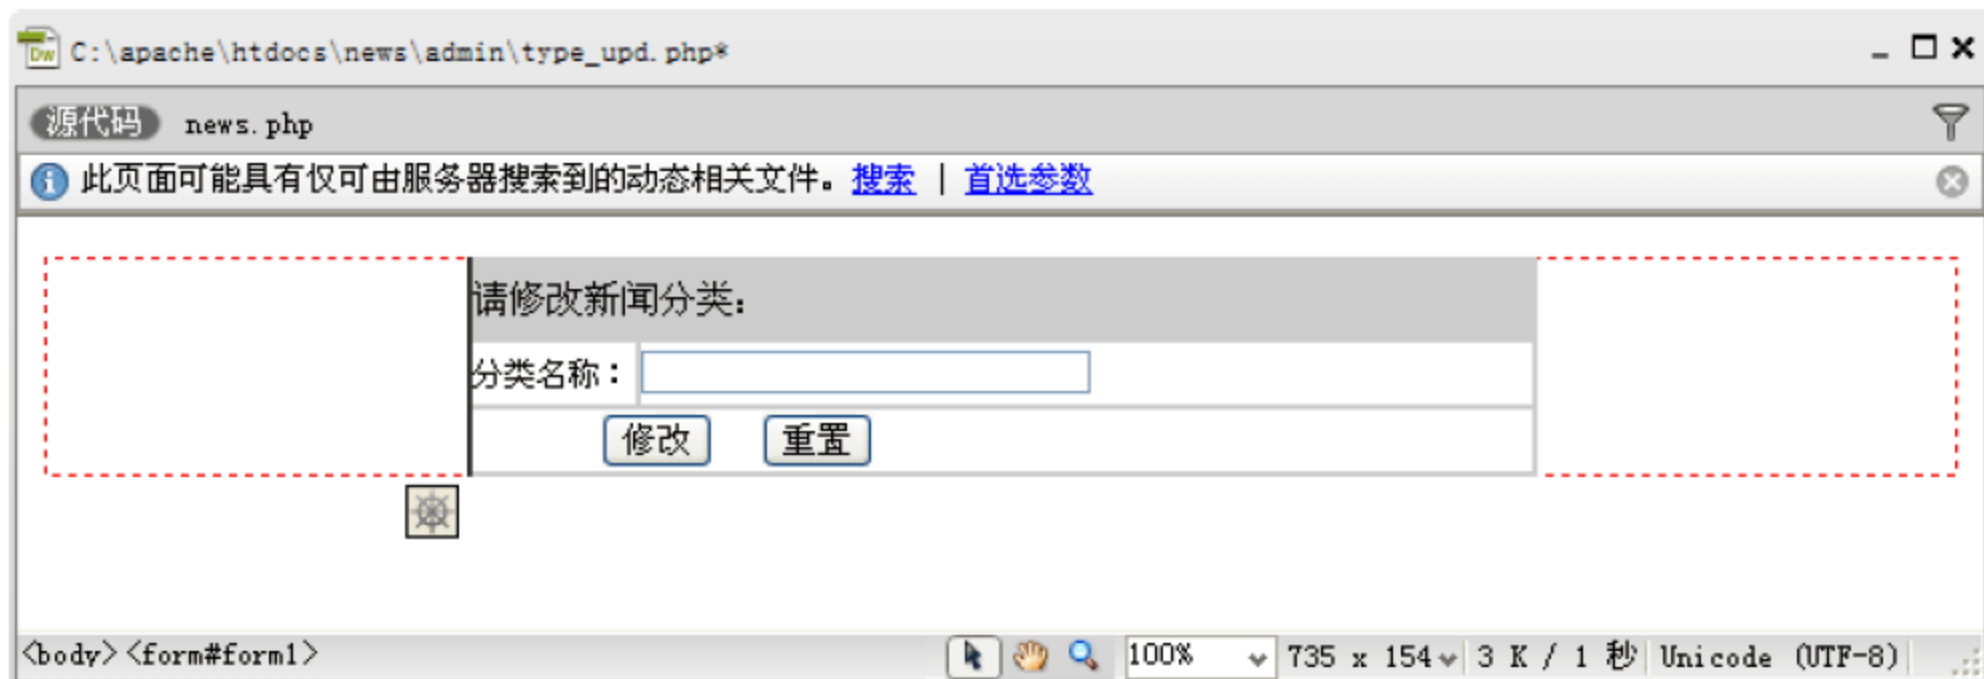 C:\apache\htdocs\news\admin\type_upd.php*
源代码 news.php
此页面可能具有仅可由服务器搜索到的动态相关文件。搜索 | 首选参数
请修改新闻分类：
分类名称：
修改 重置
<body><form#form1> 100% 735 x 154 3 K / 1 秒 Unicode (UTF-8)